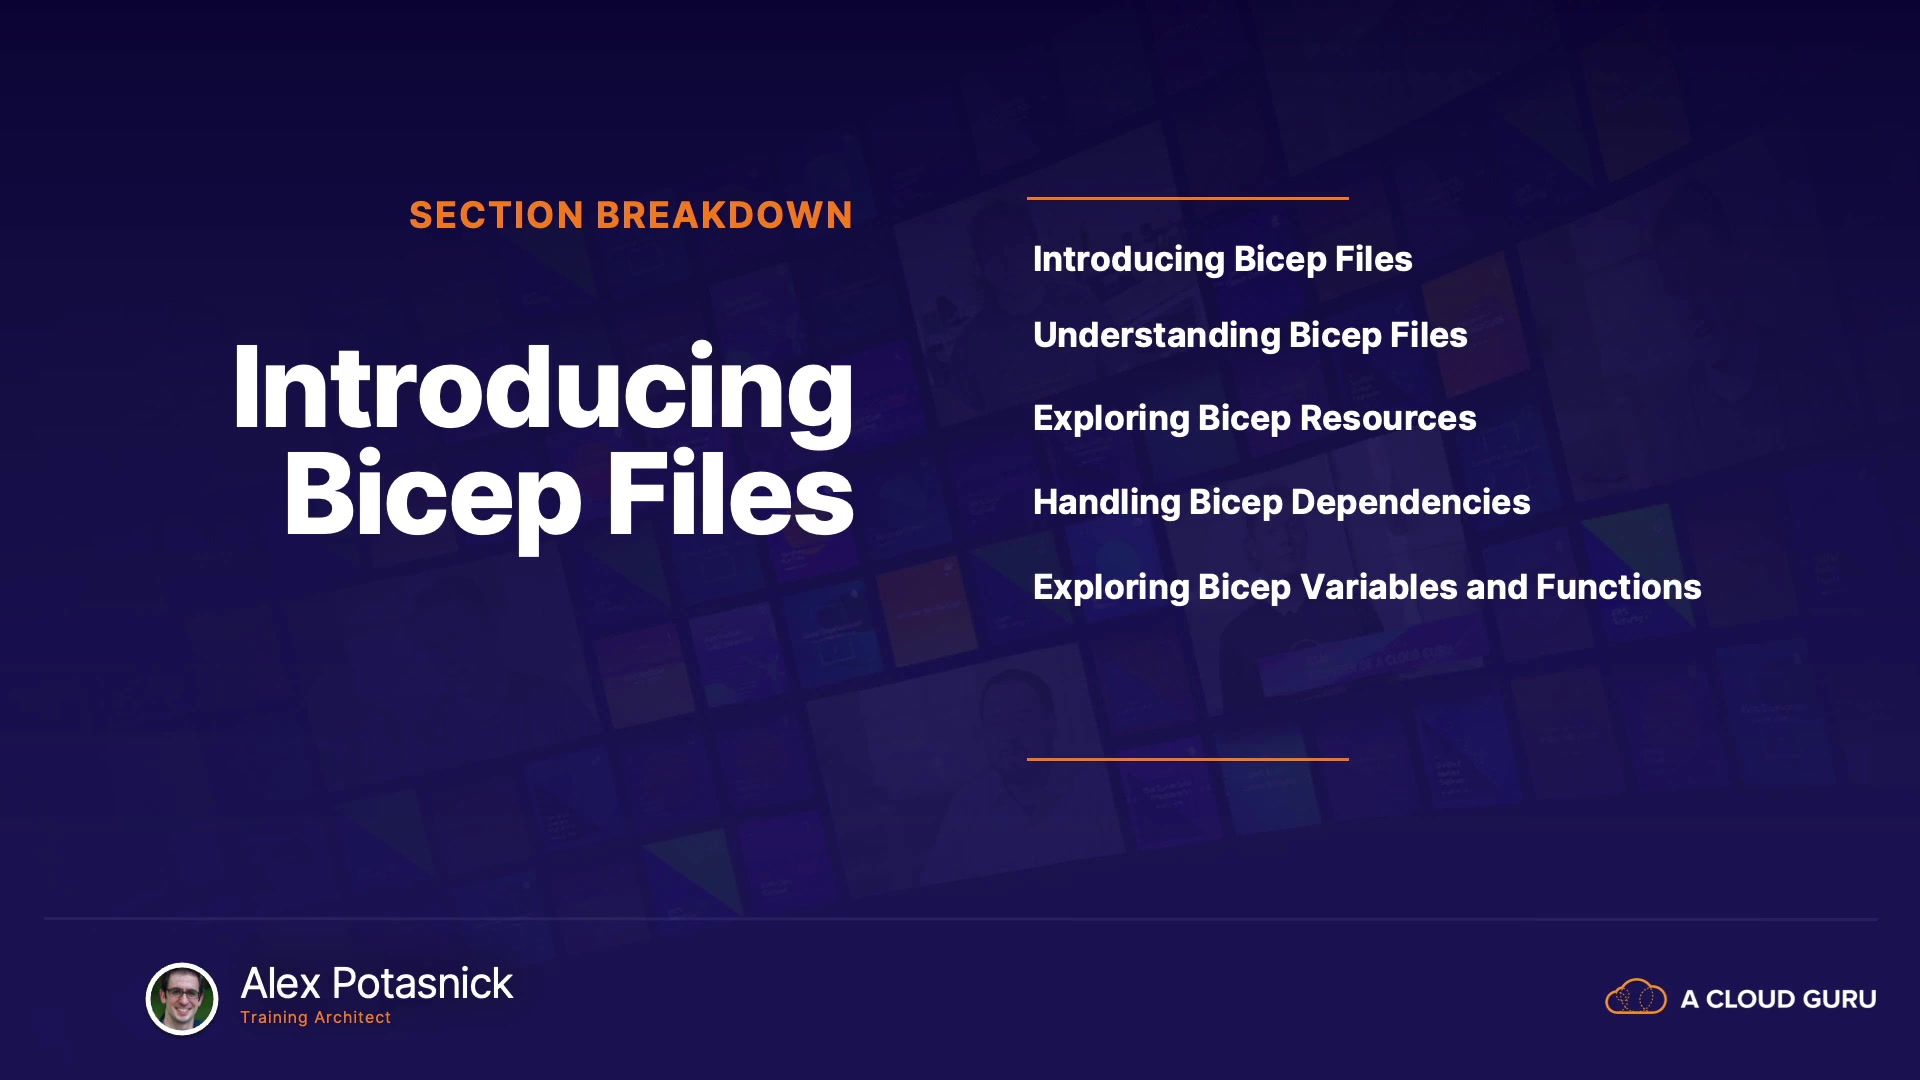 SECTION BREAKDOWN
Introducing
Bicep Files
Introducing Bicep Files
Understanding Bicep Files
Exploring Bicep Resources
Handling Bicep Dependencies
Exploring Bicep Variables and Functions
Alex Potasnick
Training Architect
A CLOUD GURU